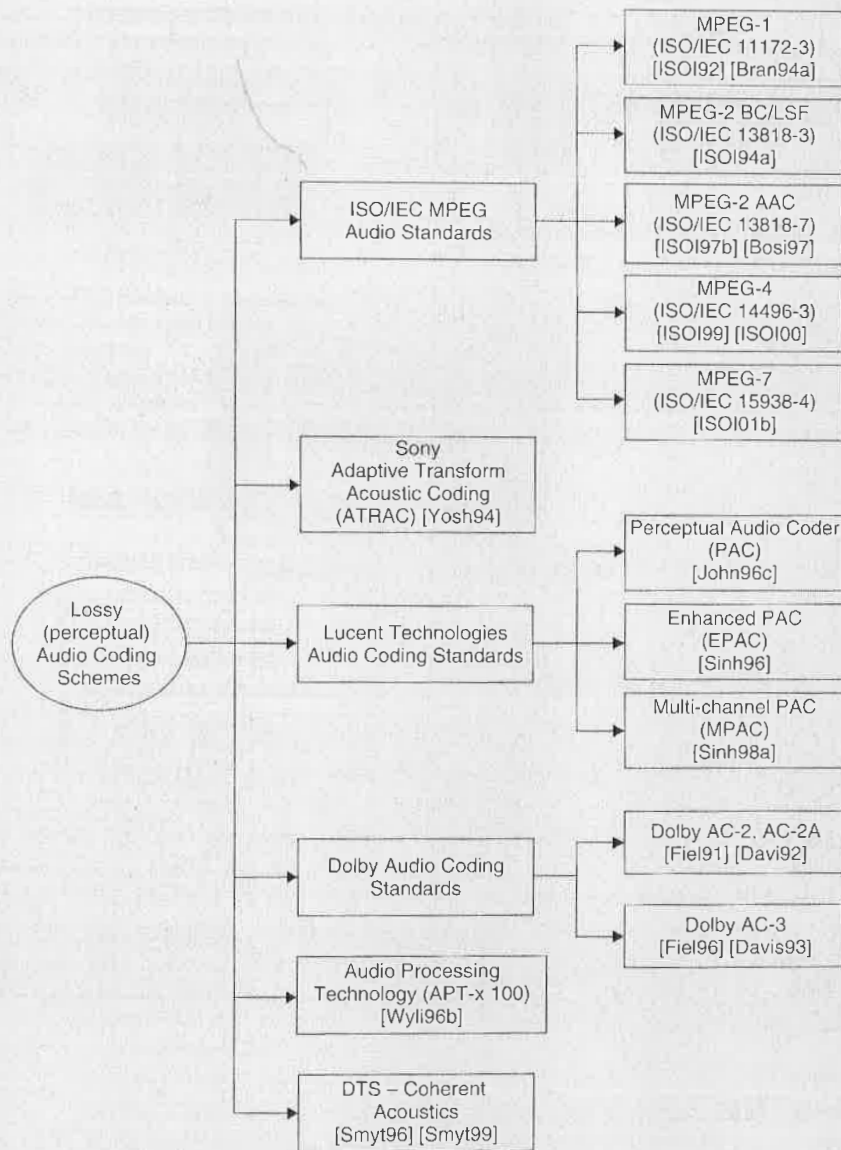 MPEG-1
(ISO/IEC 11172-3)
[ISOI92] [Bran94a]
MPEG-2 BC/LSF
(ISO/IEC 13818-3)
[ISOI94a]
ISO/IEC MPEG
Audio Standards
MPEG-2 AAC
(ISO/IEC 13818-7)
[ISOI97b] [Bosi97]
MPEG-4
(ISO/IEC 14496-3)
[ISOI99] [ISOI00]
MPEG-7
(ISO/IEC 15938-4)
[ISOI01b]
Sony
Adaptive Transform
Acoustic Coding
(ATRAC) [Yosh94]
Lossy
(perceptual)
Audio Coding
Schemes
Lucent Technologies
Audio Coding Standards
Perceptual Audio Coder
(PAC)
[John96c]
Enhanced PAC
(EPAC)
[Sinh96]
Multi-channel PAC
(MPAC)
[Sinh98a]
Dolby Audio Coding
Standards
Dolby AC-2, AC-2A
[Fiel91] [Davi92]
Dolby AC-3
[Fiel96] [Davis93]
Audio Processing
Technology (APT-x 100)
[Wyli96b]
DTS – Coherent
Acoustics
[Smyt96] [Smyt99]